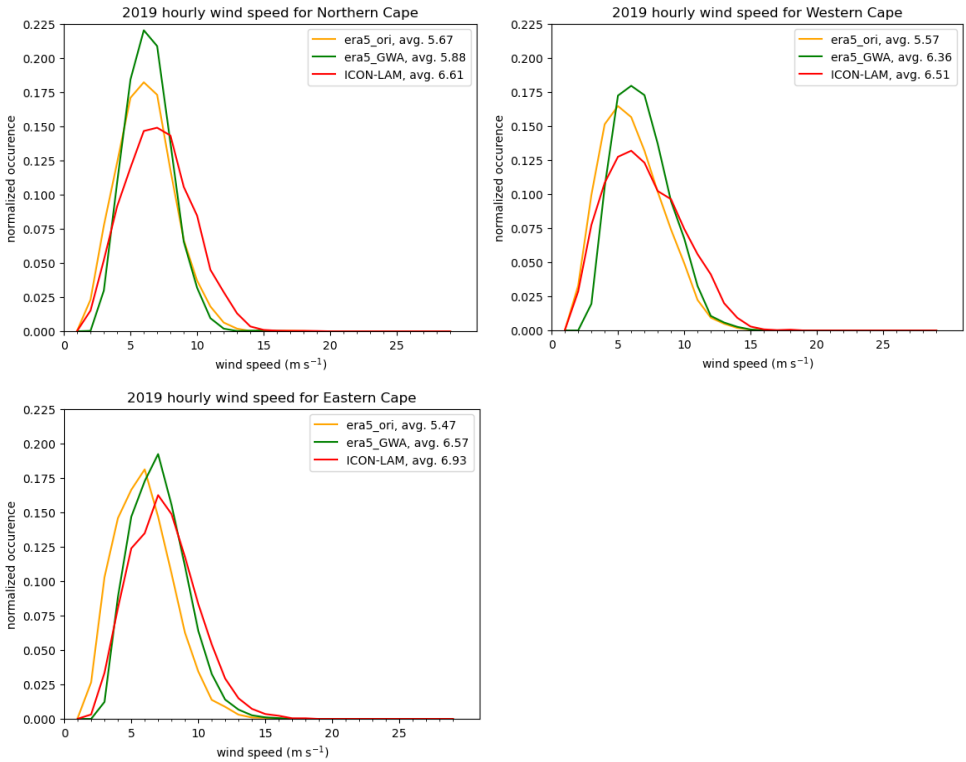 2019 hourly wind speed for Northern Cape
0.225
0.200
0.175
0.150
0.125
0.100
0.075
0.050
0.025
0.000
normalized occurence
era5_ori, avg. 5.67
era5_GWA, avg. 5.88
ICON-LAM, avg. 6.61
0 5 10 15 20 25
wind speed (m s⁻¹)
2019 hourly wind speed for Western Cape
0.225
0.200
0.175
0.150
0.125
0.100
0.075
0.050
0.025
0.000
normalized occurence
era5_ori, avg. 5.57
era5_GWA, avg. 6.36
ICON-LAM, avg. 6.51
0 5 10 15 20 25
wind speed (m s⁻¹)
2019 hourly wind speed for Eastern Cape
0.225
0.200
0.175
0.150
0.125
0.100
0.075
0.050
0.025
0.000
normalized occurence
era5_ori, avg. 5.47
era5_GWA, avg. 6.57
ICON-LAM, avg. 6.93
0 5 10 15 20 25
wind speed (m s⁻¹)